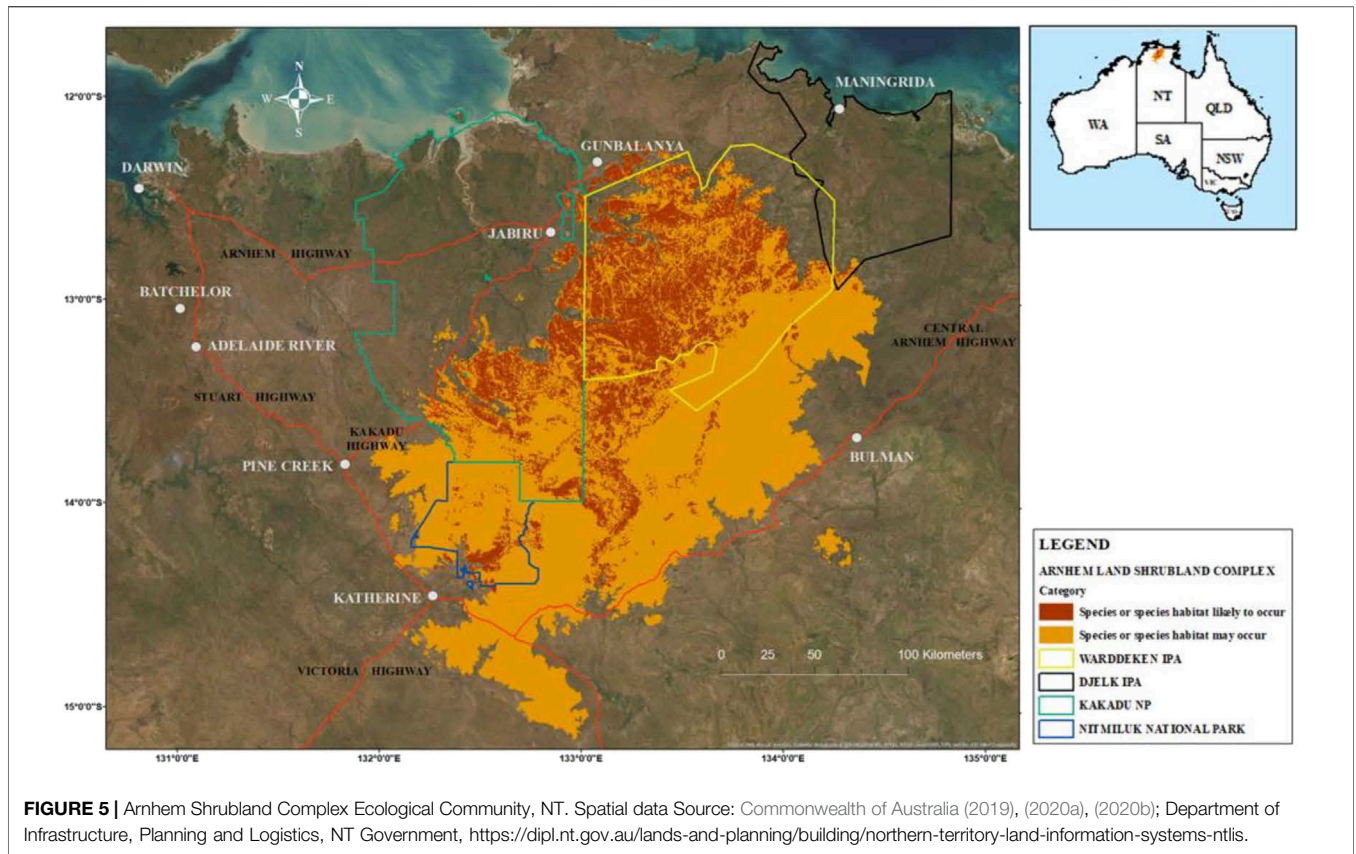 12°0'0"S
13°0'0"S
14°0'0"S
15°0'0"S
131°0'0"E
132°0'0"E
133°0'0"E
134°0'0"E
135°0'0"E
N
W
E
S
DARWIN
MANINGRIDA
GUNBALANYA
JABIRU
ARNHEM HIGHWAY
BATCHELOR
ADELAIDE RIVER
CENTRAL
ARNHEM HIGHWAY
STUART HIGHWAY
KAKADU
HIGHWAY
PINE CREEK
BULMAN
KATHERINE
VICTORIA HIGHWAY
0 25 50 100 Kilometers
WA
NT
QLD
SA
NSW
VIC
LEGEND
ARNHEM LAND SHRUBLAND COMPLEX
Category
Species or species habitat likely to occur
Species or species habitat may occur
WARDDEKEN IPA
DJELK IPA
KAKADU NP
NITMILUK NATIONAL PARK
FIGURE 5 | Arnhem Shrubland Complex Ecological Community, NT. Spatial data Source: Commonwealth of Australia (2019), (2020a), (2020b); Department of
Infrastructure, Planning and Logistics, NT Government, https://dipl.nt.gov.au/lands-and-planning/building/northern-territory-land-information-systems-ntlis.